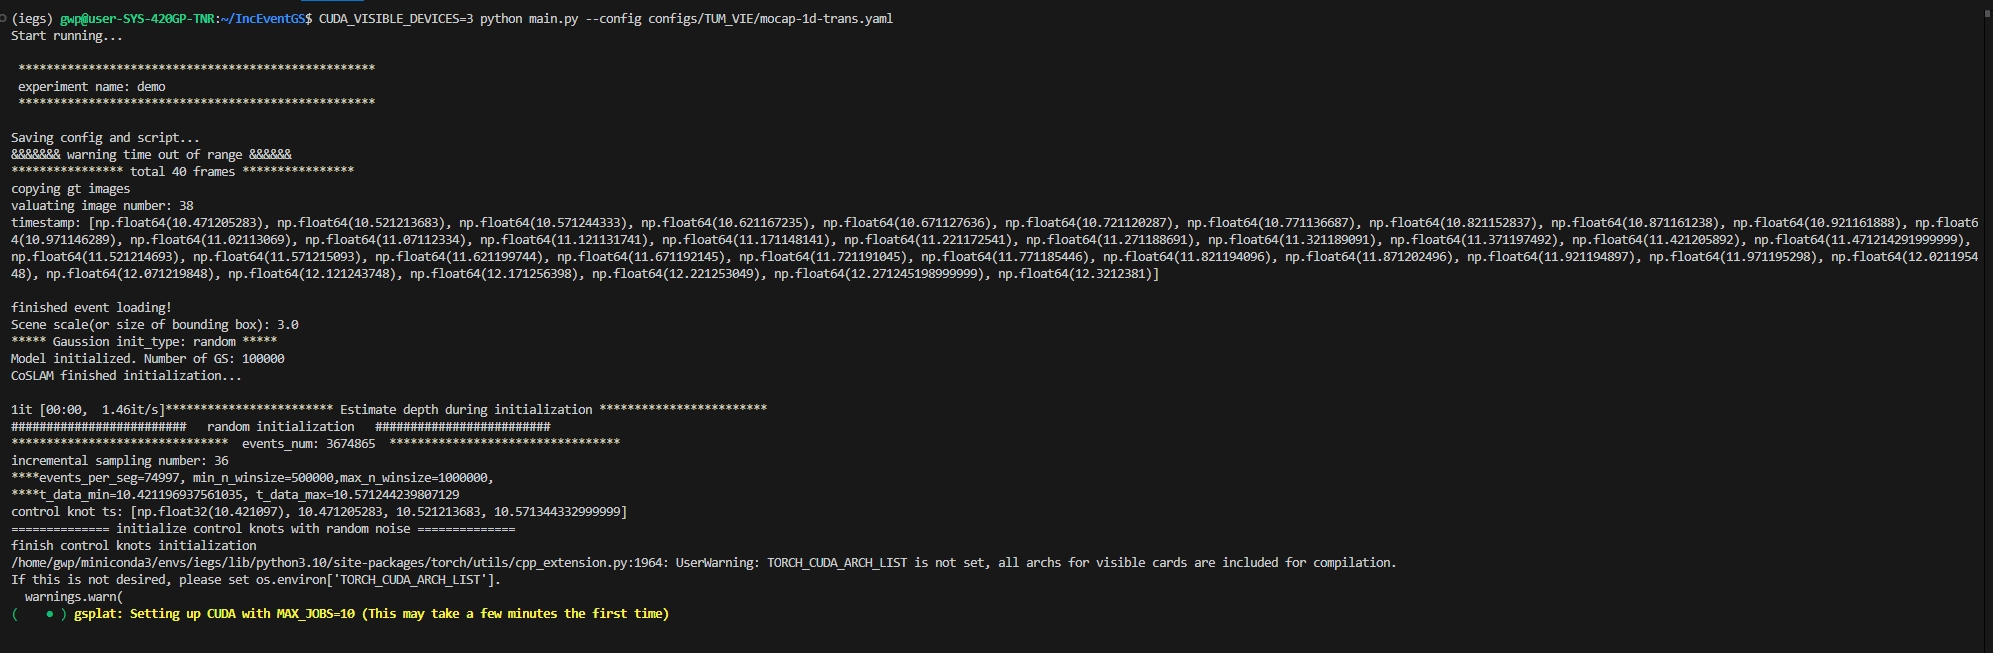 (iegs) gwp@user-SYS-420GP-TNR:~/IncEventGS$ CUDA_VISIBLE_DEVICES=3 python main.py --config configs/TUM_VIE/mocap-1d-trans.yaml
Start running...
***************************************************
experiment name: demo
***************************************************
Saving config and script...
&&&&&&& warning time out of range &&&&&&
**************** total 40 frames ****************
copying gt images
valuating image number: 38
timestamp: [np.float64(10.471205283), np.float64(10.521213683), np.float64(10.571244333), np.float64(10.621167235), np.float64(10.671127636), np.float64(10.721120287), np.float64(10.771136687), np.float64(10.821152837), np.float64(10.871161238), np.float64(10.921161888), np.float6
4(10.971146289), np.float64(11.02113069), np.float64(11.07112334), np.float64(11.121131741), np.float64(11.171148141), np.float64(11.221172541), np.float64(11.271188691), np.float64(11.321189091), np.float64(11.371197492), np.float64(11.421205892), np.float64(11.471214291999999),
np.float64(11.521214693), np.float64(11.571215093), np.float64(11.621199744), np.float64(11.671192145), np.float64(11.721191045), np.float64(11.771185446), np.float64(11.821194096), np.float64(11.871202496), np.float64(11.921194897), np.float64(11.971195298), np.float64(12.0211954
48), np.float64(12.071219848), np.float64(12.121243748), np.float64(12.171256398), np.float64(12.221253049), np.float64(12.271245198999999), np.float64(12.3212381)]
finished event loading!
Scene scale(or size of bounding box): 3.0
***** Gaussion init_type: random *****
Model initialized. Number of GS: 100000
CoSLAM finished initialization...
1it [00:00,  1.46it/s]************************ Estimate depth during initialization ************************
#########################   random initialization   #########################
*******************************  events_num: 3674865  *********************************
incremental sampling number: 36
****events_per_seg=74997, min_n_winsize=500000,max_n_winsize=1000000,
****t_data_min=10.421196937561035, t_data_max=10.571244239807129
control knot ts: [np.float32(10.421097), 10.471205283, 10.521213683, 10.571344332999999]
============== initialize control knots with random noise ==============
finish control knots initialization
/home/gwp/miniconda3/envs/iegs/lib/python3.10/site-packages/torch/utils/cpp_extension.py:1964: UserWarning: TORCH_CUDA_ARCH_LIST is not set, all archs for visible cards are included for compilation.
If this is not desired, please set os.environ['TORCH_CUDA_ARCH_LIST'].
  warnings.warn(
(    ● ) gsplat: Setting up CUDA with MAX_JOBS=10 (This may take a few minutes the first time)